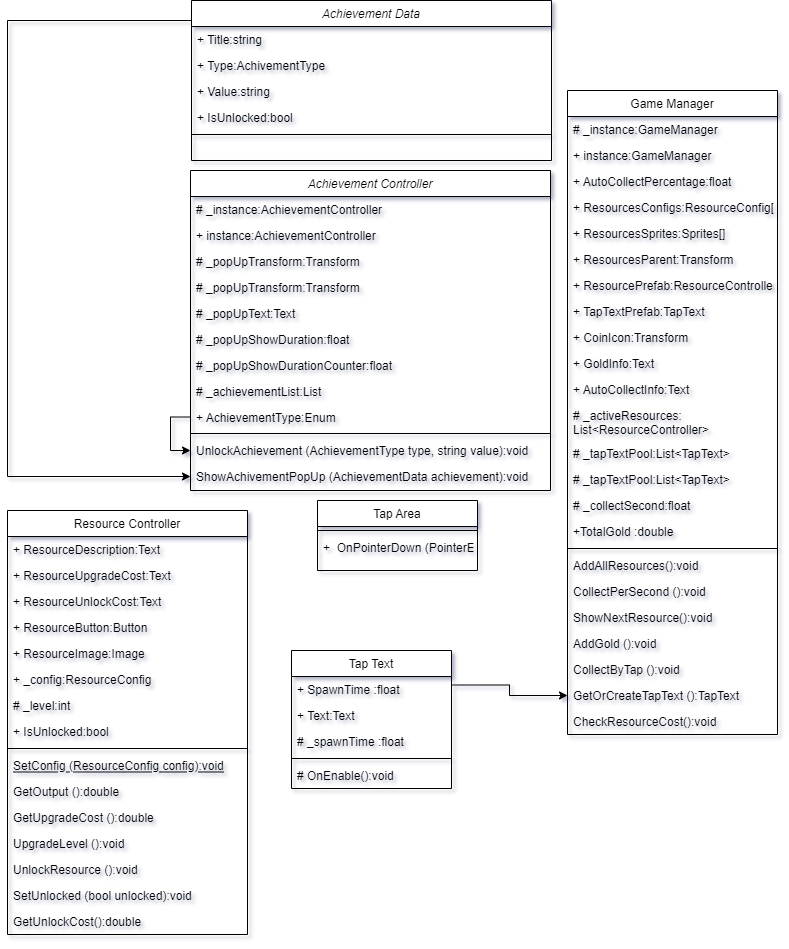 Achievement Data
+ Title:string
+ Type:AchivementType
+ Value:string
+ IsUnlocked:bool
Achievement Controller
# _instance:AchievementController
+ instance:AchievementController
# _popUpTransform:Transform
# _popUpTransform:Transform
# _popUpText:Text
# _popUpShowDuration:float
# _popUpShowDurationCounter:float
# _achievementList:List
+ AchievementType:Enum
UnlockAchievement (AchievementType type, string value):void
ShowAchivementPopUp (AchievementData achievement):void
Game Manager
# _instance:GameManager
+ instance:GameManager
+ AutoCollectPercentage:float
+ ResourcesConfigs:ResourceConfig[
+ ResourcesSprites:Sprites[]
+ ResourcesParent:Transform
+ ResourcePrefab:ResourceControlle
+ TapTextPrefab:TapText
+ CoinIcon:Transform
+ GoldInfo:Text
+ AutoCollectInfo:Text
# _activeResources:
List<ResourceController>
# _tapTextPool:List<TapText>
# _tapTextPool:List<TapText>
# _collectSecond:float
+TotalGold :double
AddAllResources():void
CollectPerSecond ():void
ShowNextResource():void
AddGold ():void
CollectByTap ():void
GetOrCreateTapText ():TapText
CheckResourceCost():void
Tap Area
+ OnPointerDown (PointerE
Resource Controller
+ ResourceDescription:Text
+ ResourceUpgradeCost:Text
+ ResourceUnlockCost:Text
+ ResourceButton:Button
+ ResourceImage:Image
+ _config:ResourceConfig
# _level:int
+ IsUnlocked:bool
SetConfig (ResourceConfig config):void
GetOutput ():double
GetUpgradeCost ():double
UpgradeLevel ():void
UnlockResource ():void
SetUnlocked (bool unlocked):void
GetUnlockCost():double
Tap Text
+ SpawnTime :float
+ Text:Text
# _spawnTime :float
# OnEnable():void